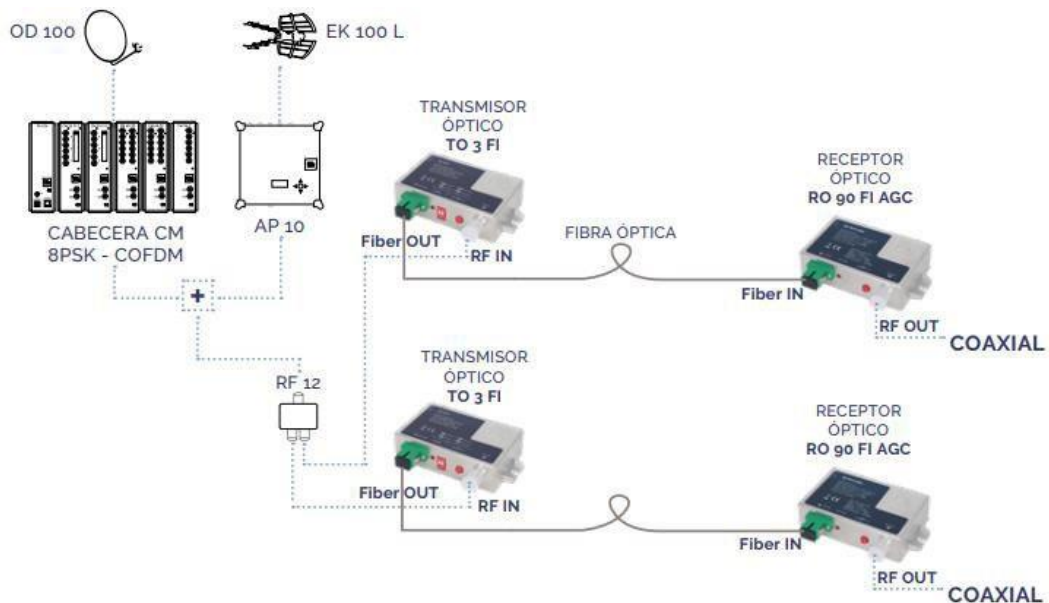 OD 100
EK 100 L
CABECERA CM
8PSK - COFDM
AP 10
+
RF 12
TRANSMISOR
ÓPTICO
TO 3 FI
Fiber OUT
RF IN
FIBRA ÓPTICA
RECEPTOR
ÓPTICO
RO 90 FI AGC
Fiber IN
RF OUT
COAXIAL
TRANSMISOR
ÓPTICO
TO 3 FI
Fiber OUT
RF IN
RECEPTOR
ÓPTICO
RO 90 FI AGC
Fiber IN
RF OUT
COAXIAL